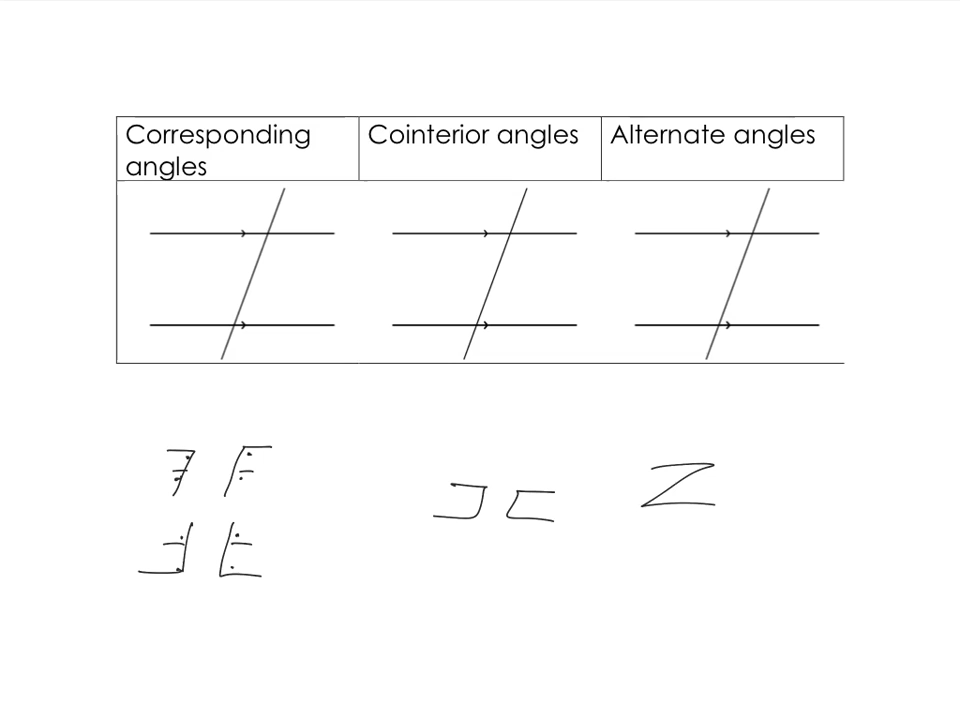 Corresponding angles
Cointerior angles
Alternate angles
F
Z